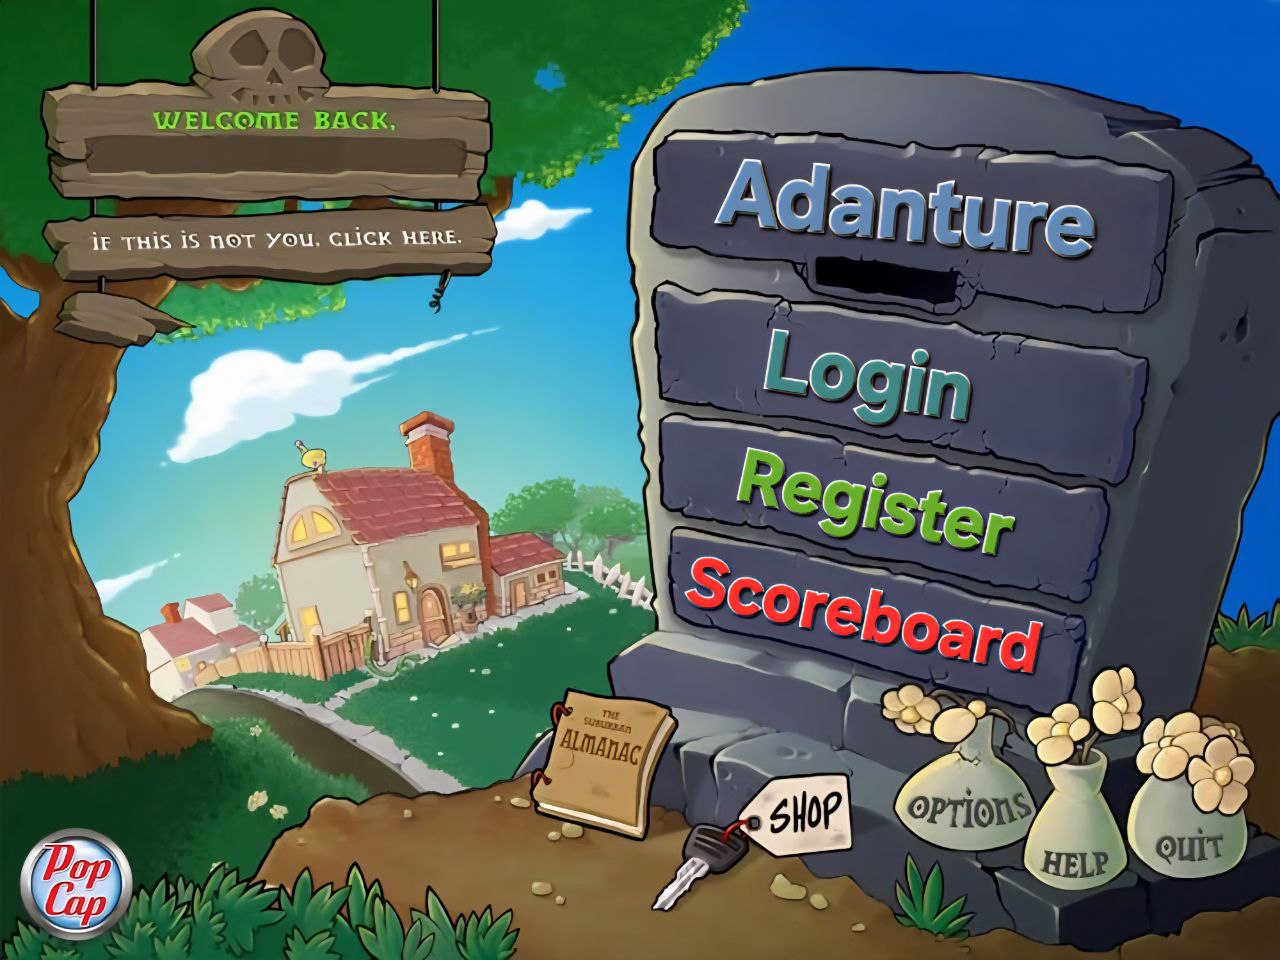 WELCOME BACK,
IF THIS IS NOT YOU, CLICK HERE.
Adanture
Login
Register
Scoreboard
THE
SUBURBAN
ALMANAC
SHOP
OPTIONS
HELP
QUIT
Pop
Cap